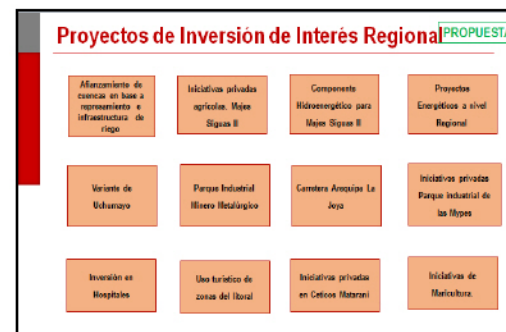 Proyectos de Inversión de Interés Regional
PROPUESTA
Afianzamiento de
cuencas en base a
represamiento e
infraestructura de
riego
Iniciativas privadas
agrícolas. Majes
Siguas II
Componente
Hidroenergético para
Majes Siguas II
Proyectos
Energéticos a nivel
Regional
Variante de
Uchumayo
Parque Industrial
Minero Metalúrgico
Carretera Arequipa La
Joya
Iniciativas privadas
Parque industrial de
las Mypes
Inversión en
Hospitales
Uso turístico de
zonas del litoral
Iniciativas privadas
en Ceticos Matarani
Iniciativas de
Maricultura.